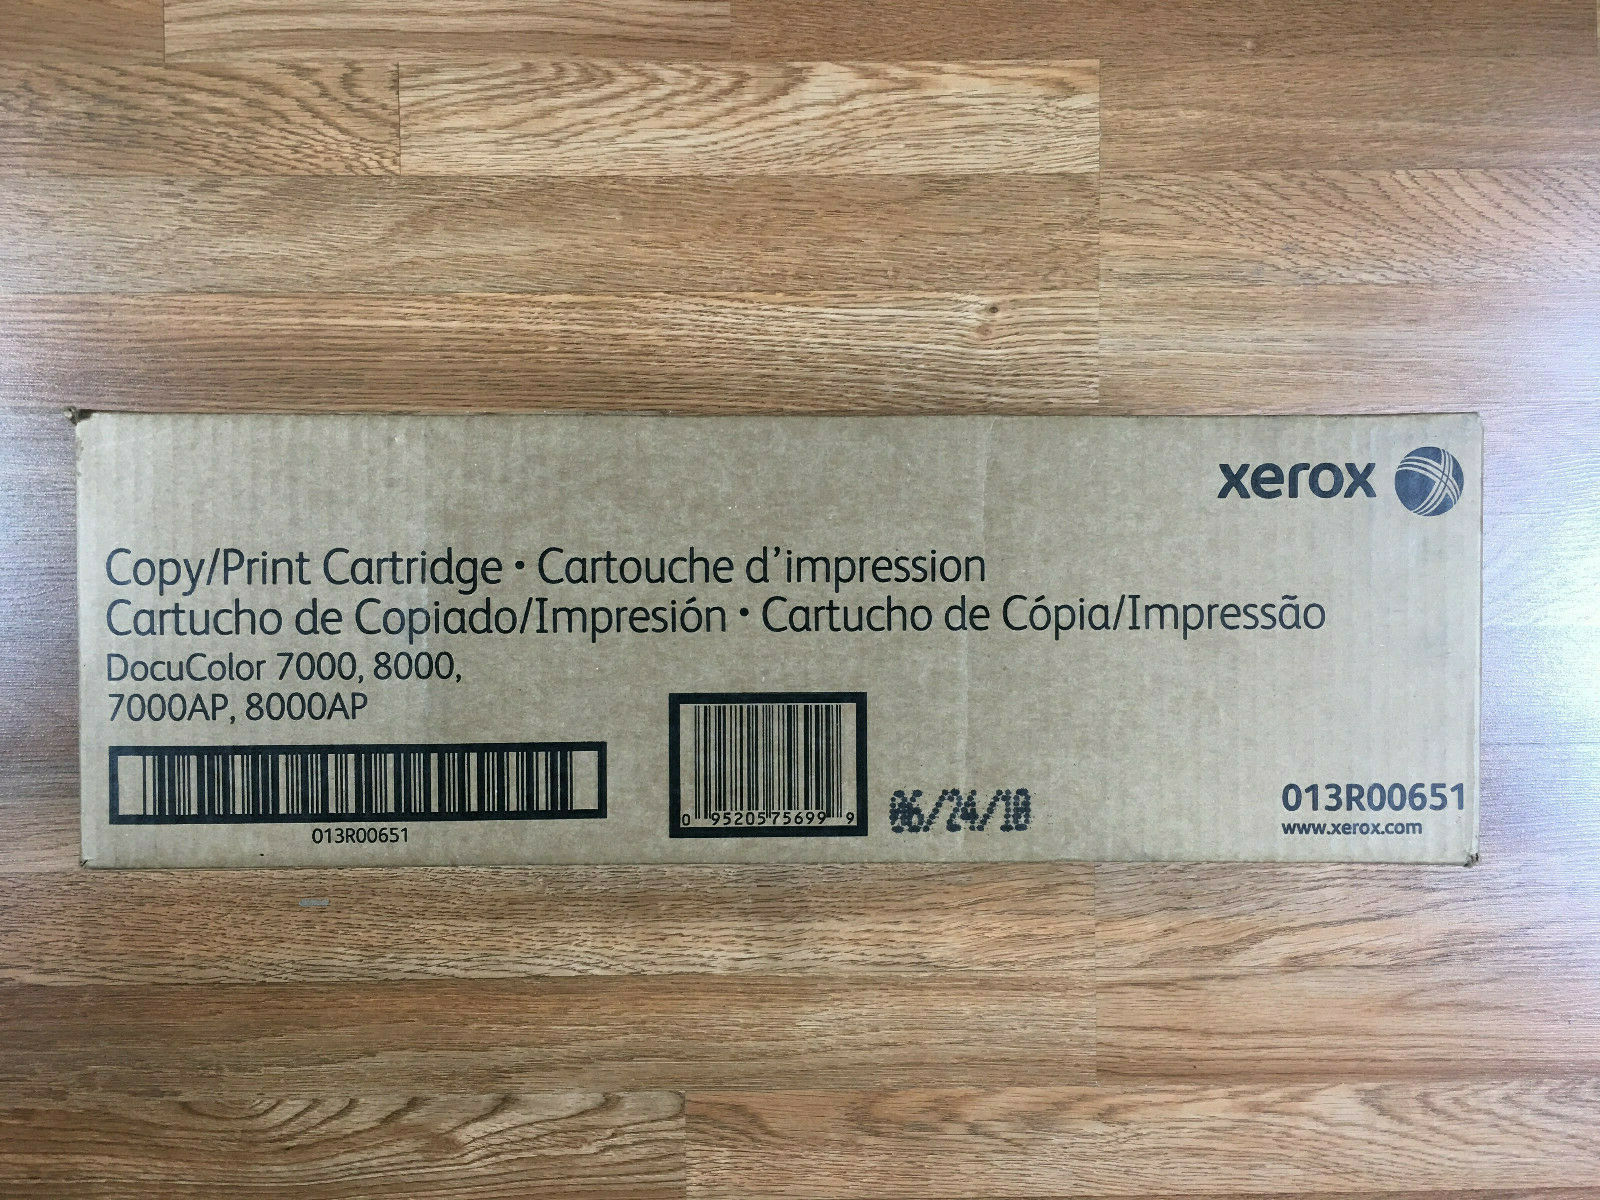 xerox
Copy/Print Cartridge · Cartouche d'impression
Cartucho de Copiado/Impresión · Cartucho de Cópia/Impressão
DocuColor 7000, 8000,
7000AP, 8000AP
013R00651
0 95205 75699 9
06/24/18
013R00651
www.xerox.com